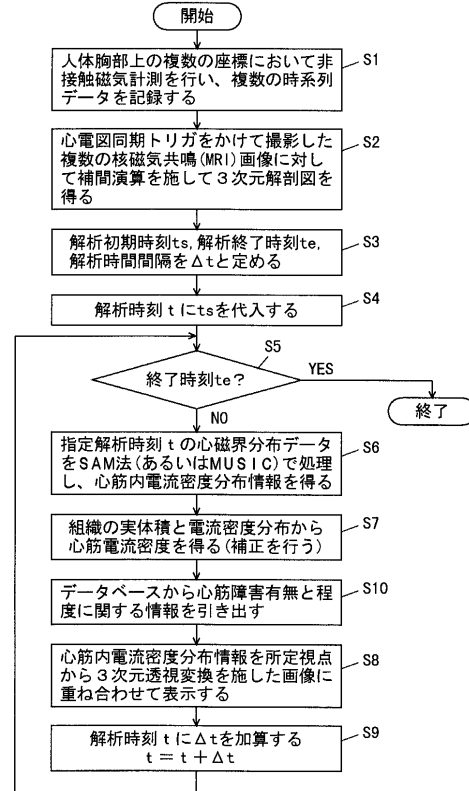 開始
人体胸部上の複数の座標において非
接触磁気計測を行い、複数の時系列
データを記録する
S1
心電図同期トリガをかけて撮影した
複数の核磁気共鳴(MRI)画像に対し
て補間演算を施して3次元解剖図を
得る
S2
解析初期時刻ts,解析終了時刻te,
解析時間間隔をΔtと定める
S3
解析時刻tにtsを代入する
S4
終了時刻te?
S5
YES
終了
NO
指定解析時刻tの心磁界分布データ
をSAM法(あるいはMUSIC)で処理
し、心筋内電流密度分布情報を得る
S6
組織の実体積と電流密度分布から
心筋電流密度を得る(補正を行う)
S7
データベースから心筋障害有無と程
度に関する情報を引き出す
S10
心筋内電流密度分布情報を所定視点
から3次元透視変換を施した画像に
重ね合わせて表示する
S8
解析時刻tにΔtを加算する
t=t+Δt
S9